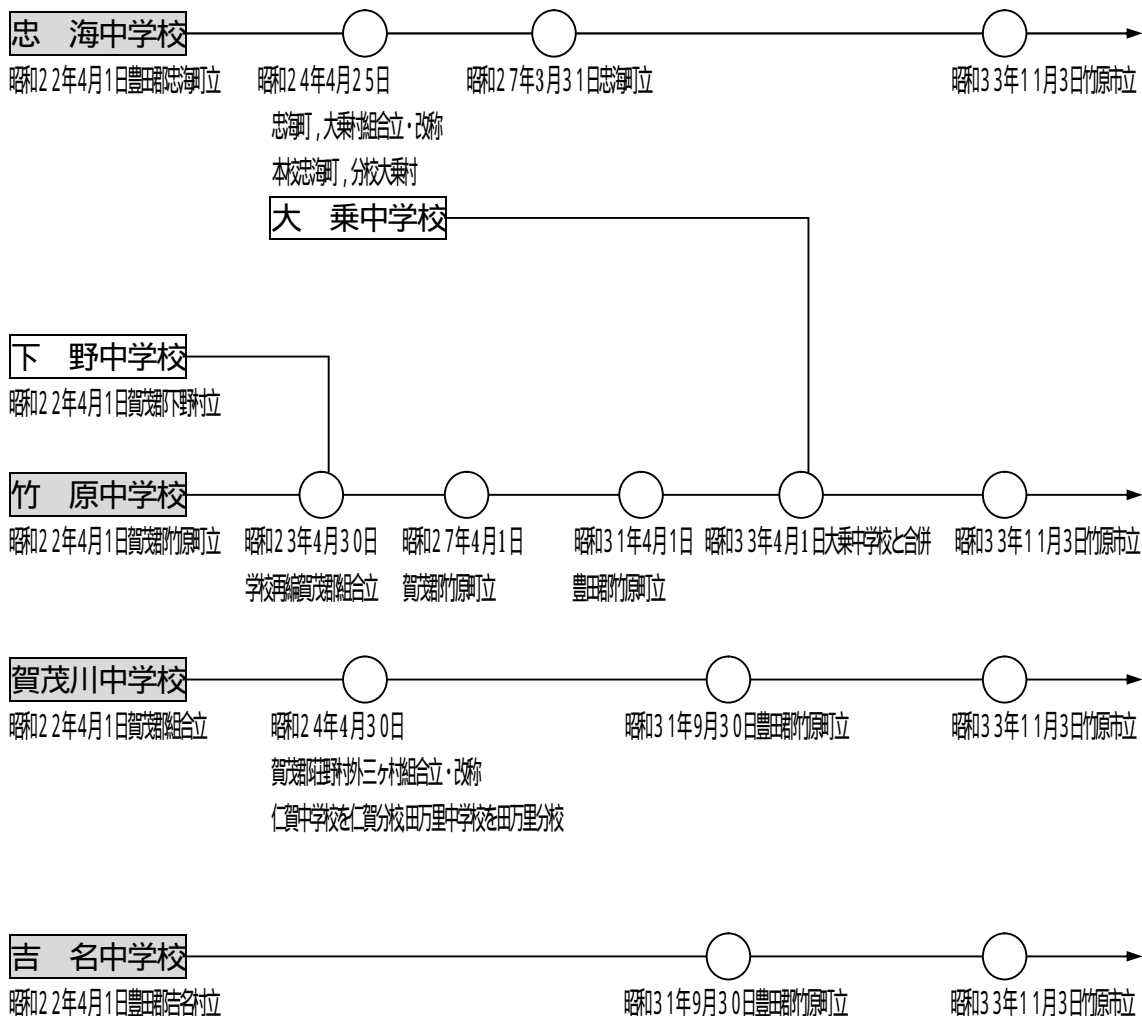 忠　海中学校
昭和22年4月1日豊田郡忠海町立
昭和24年4月25日
忠海町,大乗村組合立・改称
本校忠海町,分校大乗村
昭和27年3月31日忠海町立
昭和33年11月3日竹原市立
大　乗中学校
下　野中学校
昭和22年4月1日賀茂郡下野村立
竹　原中学校
昭和22年4月1日賀茂郡竹原町立
昭和23年4月30日
学校再編賀茂郡組合立
昭和27年4月1日
賀茂郡竹原町立
昭和31年4月1日
豊田郡竹原町立
昭和33年4月1日大乗中学校と合併
昭和33年11月3日竹原市立
賀茂川中学校
昭和22年4月1日賀茂郡組合立
昭和24年4月30日
賀茂郡荘野村外三ヶ村組合立・改称
仁賀中学校を仁賀分校,田万里中学校を田万里分校
昭和31年9月30日豊田郡竹原町立
昭和33年11月3日竹原市立
吉　名中学校
昭和22年4月1日豊田郡吉名村立
昭和31年9月30日豊田郡竹原町立
昭和33年11月3日竹原市立